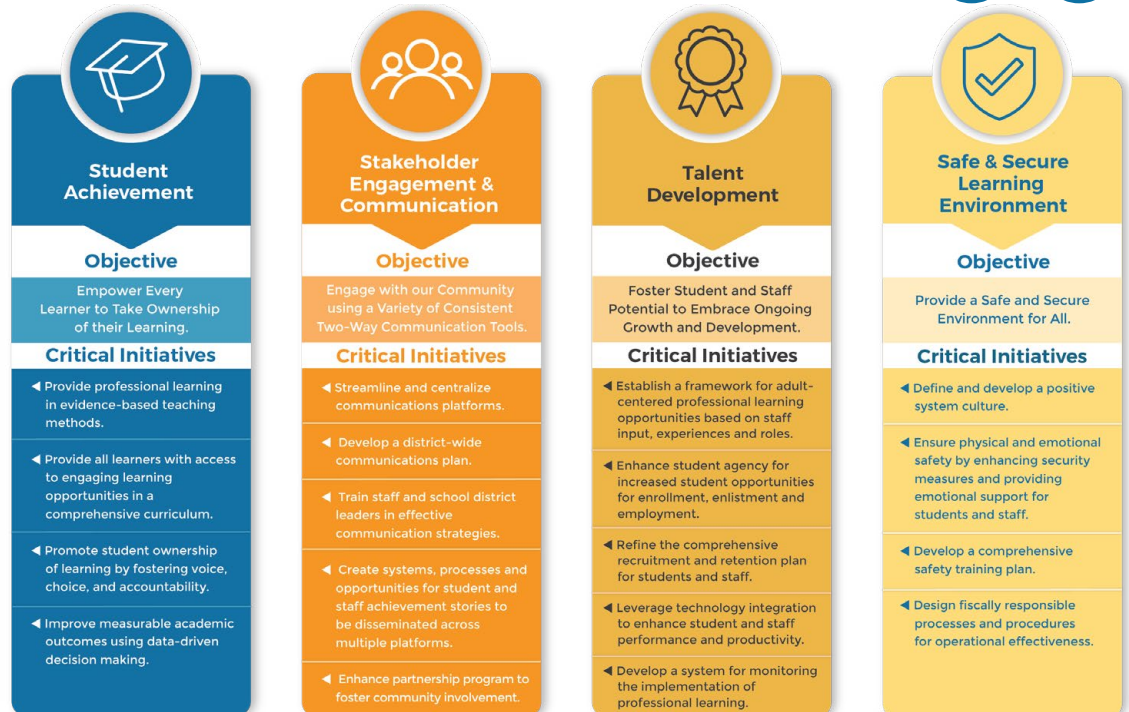 Student
Achievement
Objective
Empower Every
Learner to Take Ownership
of their Learning.
Critical Initiatives
Provide professional learning
in evidence-based teaching
methods.
Provide all learners with access
to engaging learning
opportunities in a
comprehensive curriculum.
Promote student ownership
of learning by fostering voice,
choice, and accountability.
Improve measurable academic
outcomes using data-driven
decision making.
Stakeholder
Engagement &
Communication
Objective
Engage with our Community
using a Variety of Consistent
Two-Way Communication Tools.
Critical Initiatives
Streamline and centralize
communications platforms.
Develop a district-wide
communications plan.
Train staff and school district
leaders in effective
communication strategies.
Create systems, processes and
opportunities for student and
staff achievement stories to
be disseminated across
multiple platforms.
Enhance partnership program to
foster community involvement.
Talent
Development
Objective
Foster Student and Staff
Potential to Embrace Ongoing
Growth and Development.
Critical Initiatives
Establish a framework for adult-
centered professional learning
opportunities based on staff
input, experiences and roles.
Enhance student agency for
increased student opportunities
for enrollment, enlistment and
employment.
Refine the comprehensive
recruitment and retention plan
for students and staff.
Leverage technology integration
to enhance student and staff
performance and productivity.
Develop a system for monitoring
the implementation of
professional learning.
Safe & Secure
Learning
Environment
Objective
Provide a Safe and Secure
Environment for All.
Critical Initiatives
Define and develop a positive
system culture.
Ensure physical and emotional
safety by enhancing security
measures and providing
emotional support for
students and staff.
Develop a comprehensive
safety training plan.
Design fiscally responsible
processes and procedures
for operational effectiveness.